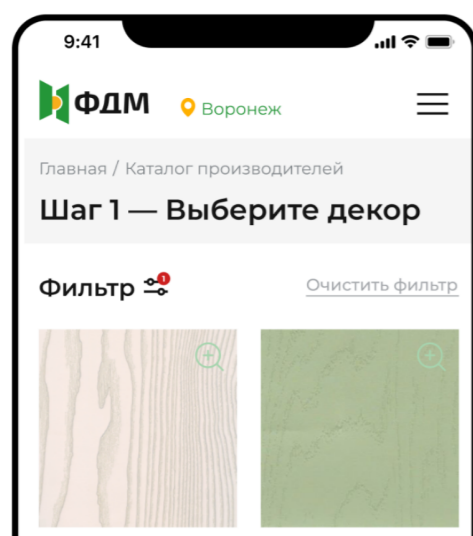 9:41
ФДМ
Воронеж
Главная / Каталог производителей
Шаг 1 — Выберите декор
Фильтр 1
Очистить фильтр